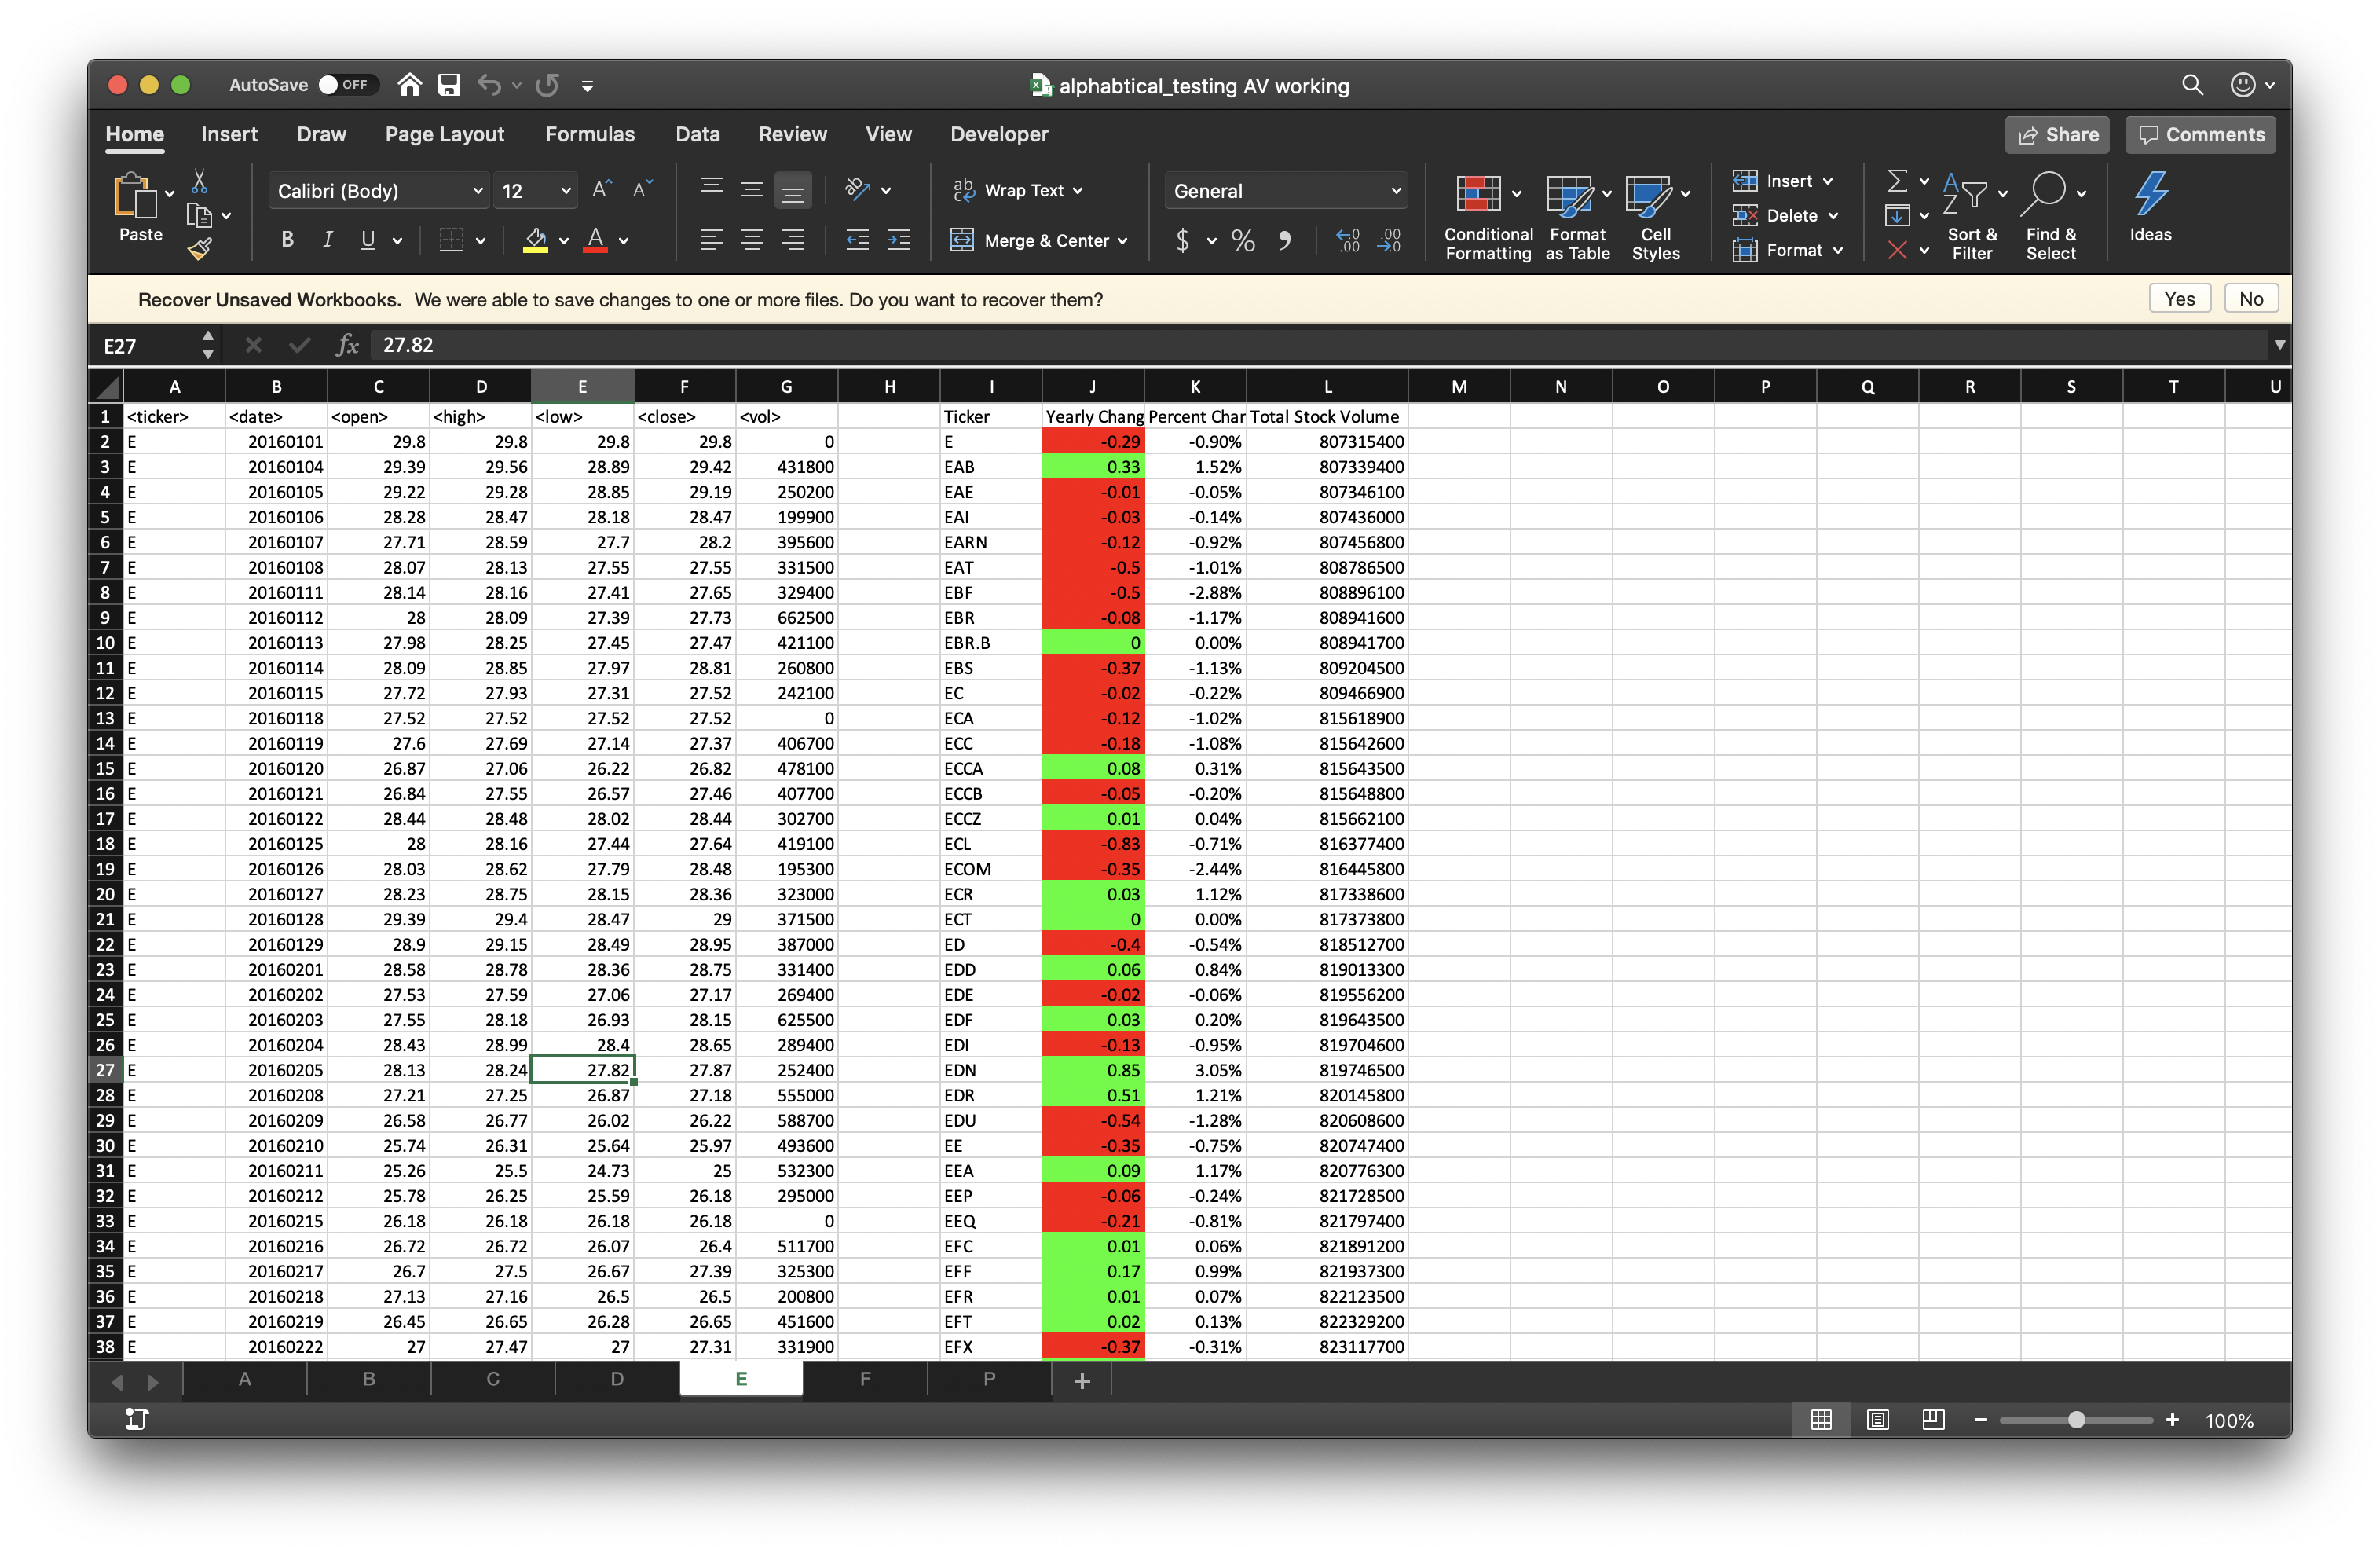 AutoSave OFF alphabtical_testing AV working
Home Insert Draw Page Layout Formulas Data Review View Developer Share Comments
Paste Calibri (Body) 12 A^ A˅ Wrap Text General Insert
B I U A Merge & Center $ % .00 .00 Conditional Formatting Format as Table Cell Styles Delete Format Sort & Filter Find & Select Ideas
Recover Unsaved Workbooks. We were able to save changes to one or more files. Do you want to recover them? Yes No
E27 fx 27.82
A B C D E F G H I J K L M N O P Q R S T U
1 <ticker> <date> <open> <high> <low> <close> <vol> Ticker Yearly Chang Percent Char Total Stock Volume
2 E 20160101 29.8 29.8 29.8 29.8 0 E -0.29 -0.90% 807315400
3 E 20160104 29.39 29.56 28.89 29.42 431800 EAB 0.33 1.52% 807339400
4 E 20160105 29.22 29.28 28.85 29.19 250200 EAE -0.01 -0.05% 807346100
5 E 20160106 28.28 28.47 28.18 28.47 199900 EAI -0.03 -0.14% 807436000
6 E 20160107 27.71 28.59 27.7 28.2 395600 EARN -0.12 -0.92% 807456800
7 E 20160108 28.07 28.13 27.55 27.55 331500 EAT -0.5 -1.01% 808786500
8 E 20160111 28.14 28.16 27.41 27.65 329400 EBF -0.5 -2.88% 808896100
9 E 20160112 28 28.09 27.39 27.73 662500 EBR -0.08 -1.17% 808941600
10 E 20160113 27.98 28.25 27.45 27.47 421100 EBR.B 0 0.00% 808941700
11 E 20160114 28.09 28.85 27.97 28.81 260800 EBS -0.37 -1.13% 809204500
12 E 20160115 27.72 27.93 27.31 27.52 242100 EC -0.02 -0.22% 809466900
13 E 20160118 27.52 27.52 27.52 27.52 0 ECA -0.12 -1.02% 815618900
14 E 20160119 27.6 27.69 27.14 27.37 406700 ECC -0.18 -1.08% 815642600
15 E 20160120 26.87 27.06 26.22 26.82 478100 ECCA 0.08 0.31% 815643500
16 E 20160121 26.84 27.55 26.57 27.46 407700 ECCB -0.05 -0.20% 815648800
17 E 20160122 28.44 28.48 28.02 28.44 302700 ECCZ 0.01 0.04% 815662100
18 E 20160125 28 28.16 27.44 27.64 419100 ECL -0.83 -0.71% 816377400
19 E 20160126 28.03 28.62 27.79 28.48 195300 ECOM -0.35 -2.44% 816445800
20 E 20160127 28.23 28.75 28.15 28.36 323000 ECR 0.03 1.12% 817338600
21 E 20160128 29.39 29.4 28.47 29 371500 ECT 0 0.00% 817373800
22 E 20160129 28.9 29.15 28.49 28.95 387000 ED -0.4 -0.54% 818512700
23 E 20160201 28.58 28.78 28.36 28.75 331400 EDD 0.06 0.84% 819013300
24 E 20160202 27.53 27.59 27.06 27.17 269400 EDE -0.02 -0.06% 819556200
25 E 20160203 27.55 28.18 26.93 28.15 625500 EDF 0.03 0.20% 819643500
26 E 20160204 28.43 28.99 28.4 28.65 289400 EDI -0.13 -0.95% 819704600
27 E 20160205 28.13 28.24 27.82 27.87 252400 EDN 0.85 3.05% 819746500
28 E 20160208 27.21 27.25 26.87 27.18 555000 EDR 0.51 1.21% 820145800
29 E 20160209 26.58 26.77 26.02 26.22 588700 EDU -0.54 -1.28% 820608600
30 E 20160210 25.74 26.31 25.64 25.97 493600 EE -0.35 -0.75% 820747400
31 E 20160211 25.26 25.5 24.73 25 532300 EEA 0.09 1.17% 820776300
32 E 20160212 25.78 26.25 25.59 26.18 295000 EEP -0.06 -0.24% 821728500
33 E 20160215 26.18 26.18 26.18 26.18 0 EEQ -0.21 -0.81% 821797400
34 E 20160216 26.72 26.72 26.07 26.4 511700 EFC 0.01 0.06% 821891200
35 E 20160217 26.7 27.5 26.67 27.39 325300 EFF 0.17 0.99% 821937300
36 E 20160218 27.13 27.16 26.5 26.5 200800 EFR 0.01 0.07% 822123500
37 E 20160219 26.45 26.65 26.28 26.65 451600 EFT 0.02 0.13% 822329200
38 E 20160222 27 27.47 27 27.31 331900 EFX -0.37 -0.31% 823117700
A B C D E F P +
100%